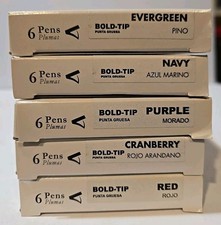 EVERGREEN
6 Pens BOLD-TIP PINO
Plumas PUNTA GRUESA
NAVY
6 Pens BOLD-TIP AZUL MARINO
Plumas PUNTA GRUESA
PURPLE
6 Pens BOLD-TIP MORADO
Plumas PUNTA GRUESA
CRANBERRY
6 Pens BOLD-TIP ROJO ARANDANO
Plumas PUNTA GRUESA
RED
6 Pens BOLD-TIP ROJO
Plumas PUNTA GRUESA